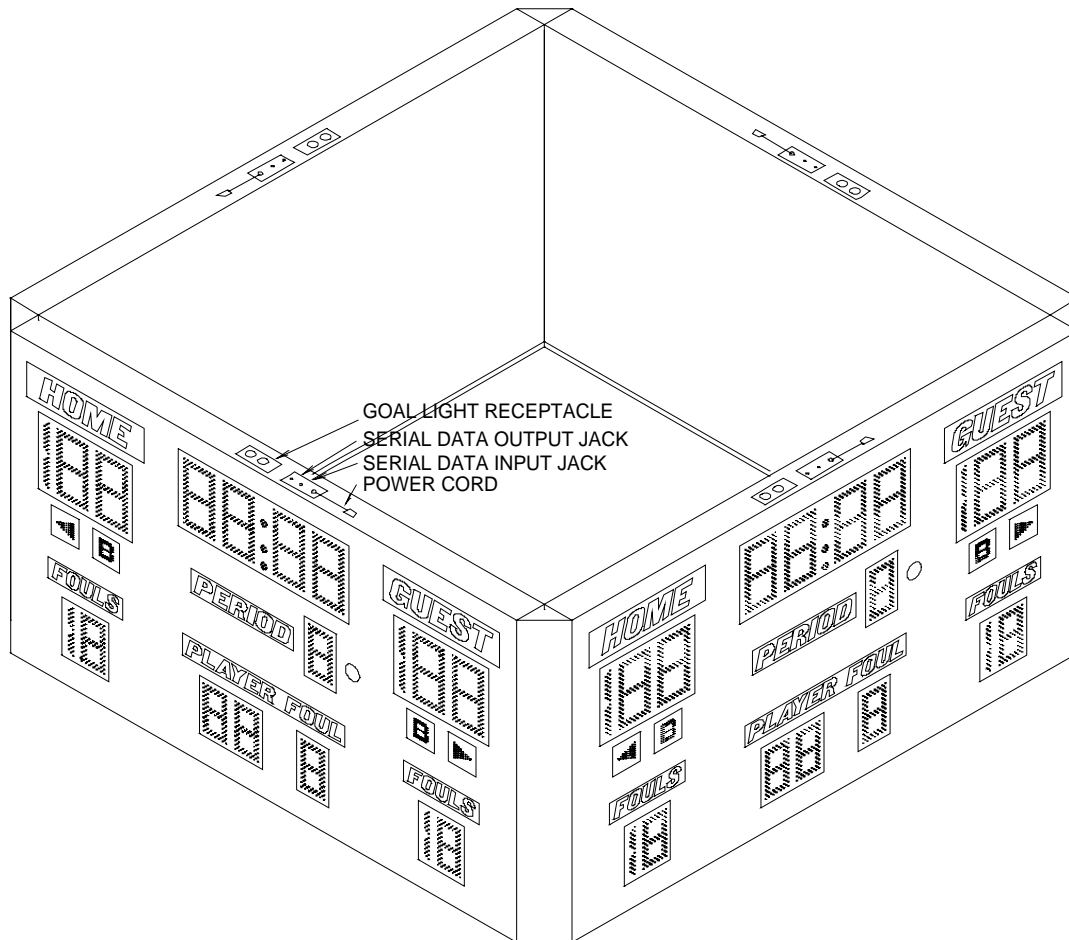 GOAL LIGHT RECEPTACLE
SERIAL DATA OUTPUT JACK
SERIAL DATA INPUT JACK
POWER CORD
HOME
GUEST
B
B
FOULS
PERIOD
PLAYER FOUL
FOULS
HOME
GUEST
B
B
FOULS
PERIOD
PLAYER FOUL
FOULS